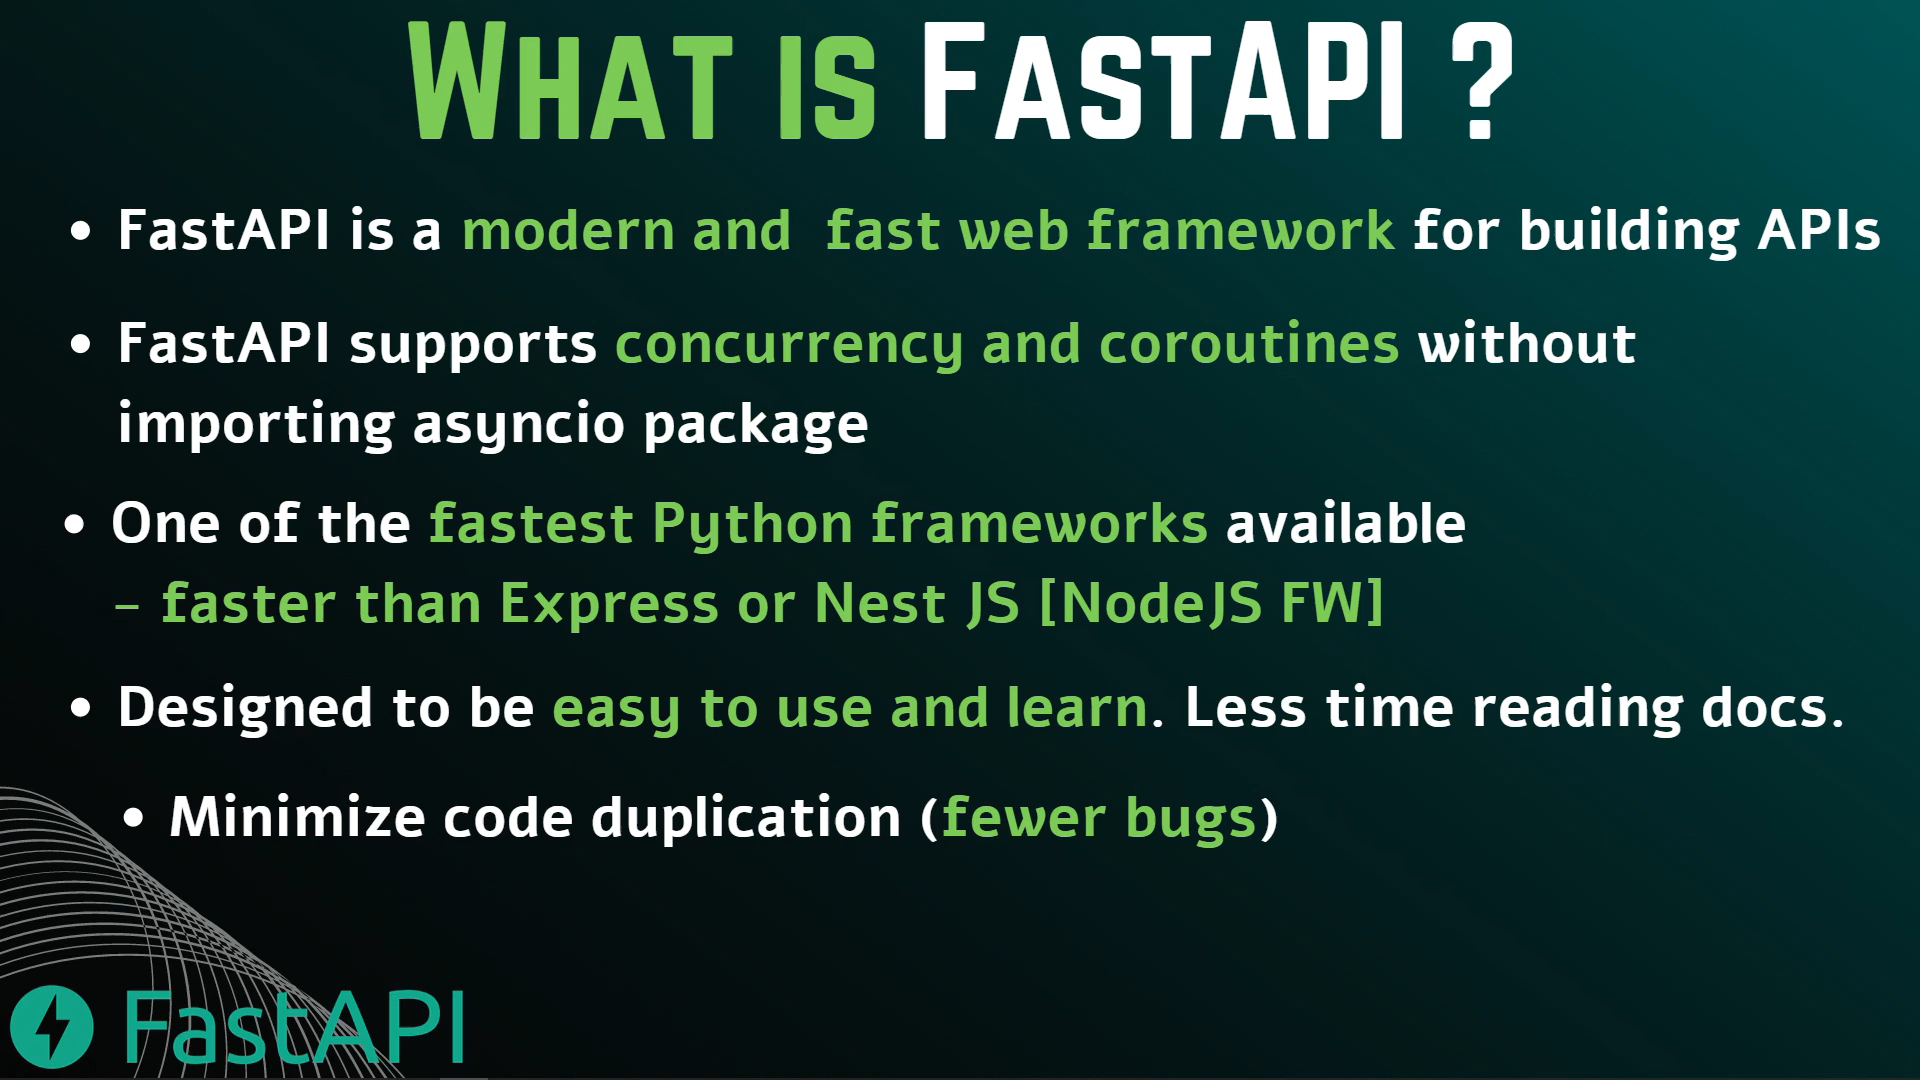 WHAT IS FASTAPI ?
• FastAPI is a modern and fast web framework for building APIs
• FastAPI supports concurrency and coroutines without
importing asyncio package
• One of the fastest Python frameworks available
– faster than Express or Nest JS [NodeJS FW]
• Designed to be easy to use and learn. Less time reading docs.
• Minimize code duplication (fewer bugs)
FastAPI